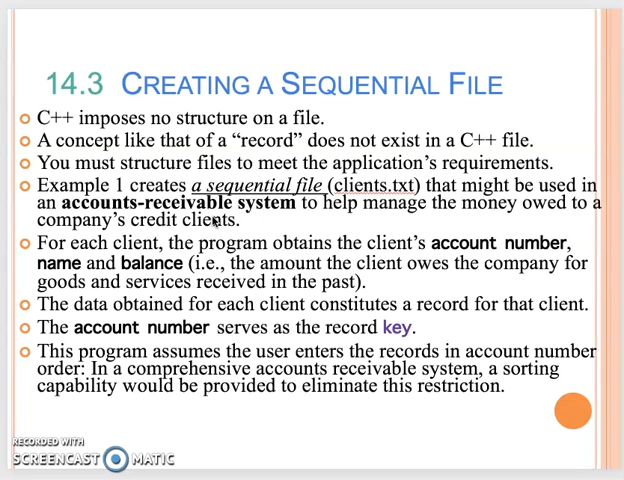 14.3 CREATING A SEQUENTIAL FILE
C++ imposes no structure on a file.
A concept like that of a “record” does not exist in a C++ file.
You must structure files to meet the application’s requirements.
Example 1 creates a sequential file (clients.txt) that might be used in
an accounts-receivable system to help manage the money owed to a
company’s credit clients.
For each client, the program obtains the client’s account number,
name and balance (i.e., the amount the client owes the company for
goods and services received in the past).
The data obtained for each client constitutes a record for that client.
The account number serves as the record key.
This program assumes the user enters the records in account number
order: In a comprehensive accounts receivable system, a sorting
capability would be provided to eliminate this restriction.
RECORDED WITH
SCREENCAST MATIC